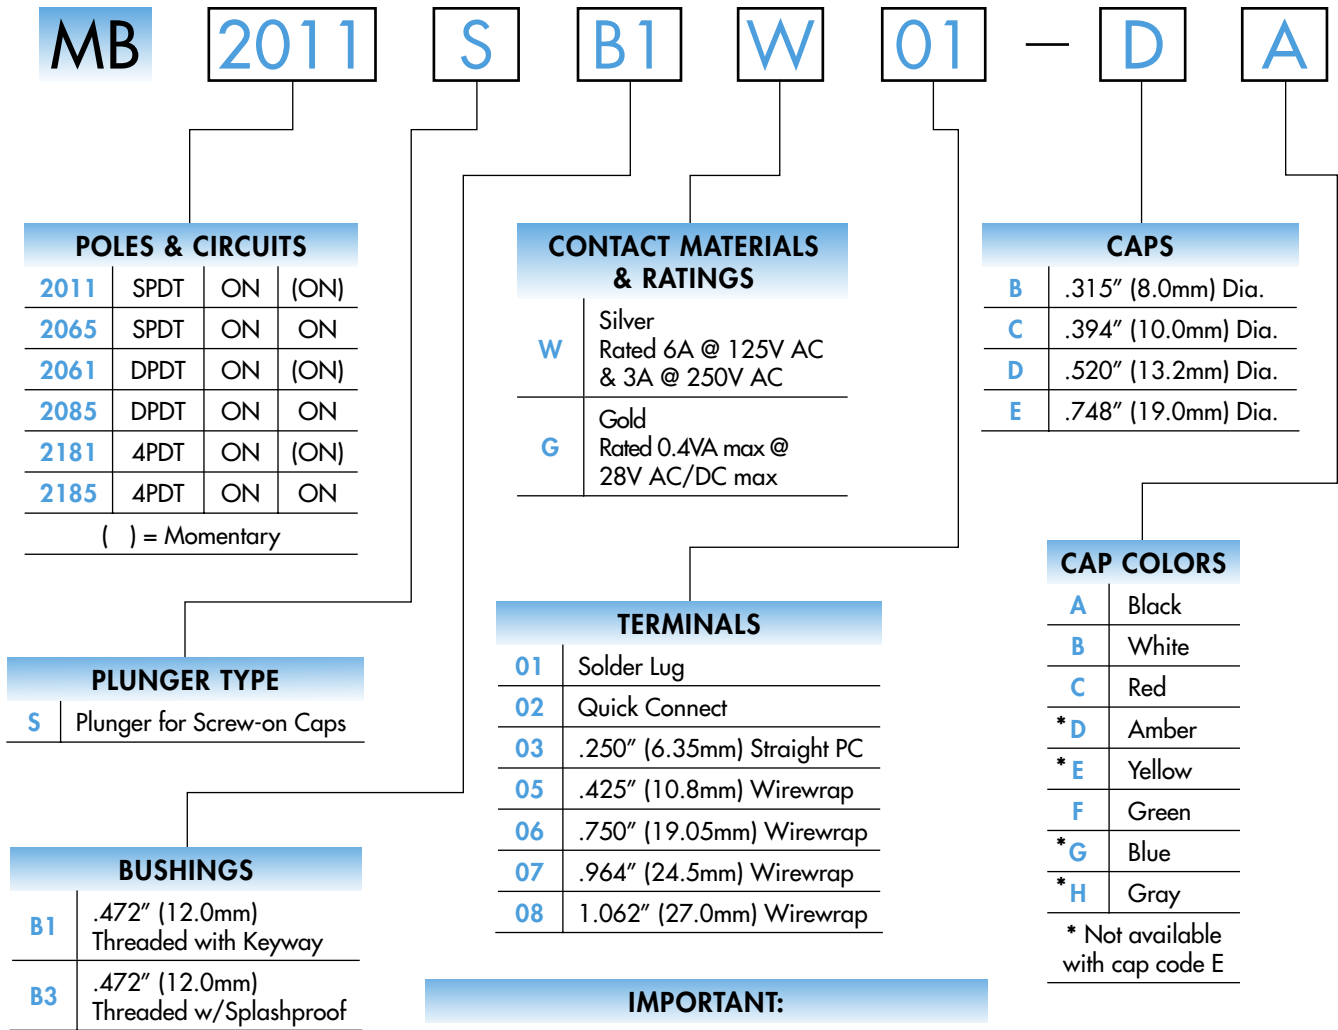 MB 2011 S B1 W 01 — D A
POLES & CIRCUITS
2011 SPDT ON (ON)
2065 SPDT ON ON
2061 DPDT ON (ON)
2085 DPDT ON ON
2181 4PDT ON (ON)
2185 4PDT ON ON
( ) = Momentary
PLUNGER TYPE
S Plunger for Screw-on Caps
BUSHINGS
B1 .472" (12.0mm)
Threaded with Keyway
B3 .472" (12.0mm)
Threaded w/Splashproof
CONTACT MATERIALS
& RATINGS
W Silver
Rated 6A @ 125V AC
& 3A @ 250V AC
G Gold
Rated 0.4VA max @
28V AC/DC max
TERMINALS
01 Solder Lug
02 Quick Connect
03 .250" (6.35mm) Straight PC
05 .425" (10.8mm) Wirewrap
06 .750" (19.05mm) Wirewrap
07 .964" (24.5mm) Wirewrap
08 1.062" (27.0mm) Wirewrap
CAPS
B .315" (8.0mm) Dia.
C .394" (10.0mm) Dia.
D .520" (13.2mm) Dia.
E .748" (19.0mm) Dia.
CAP COLORS
A Black
B White
C Red
* D Amber
* E Yellow
F Green
* G Blue
* H Gray
* Not available
with cap code E
IMPORTANT: